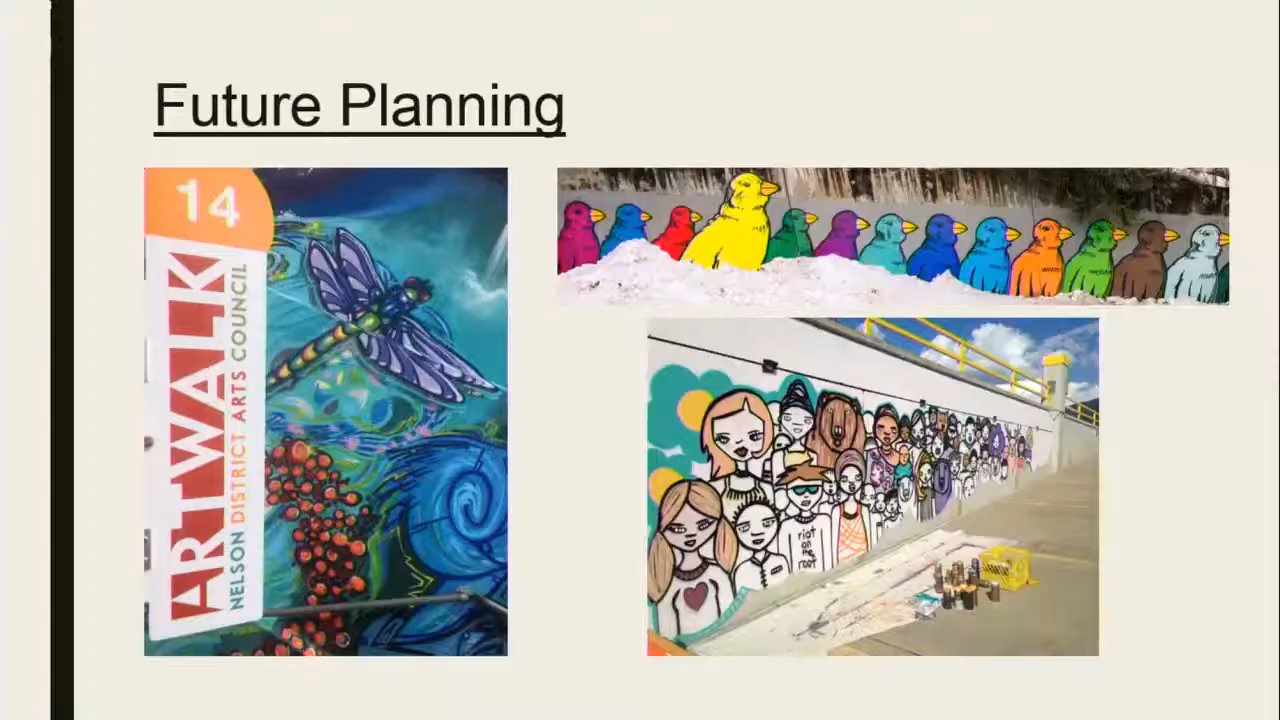 Future Planning
14
ARTWALK
NELSON DISTRICT ARTS COUNCIL
riot
on
the
roof